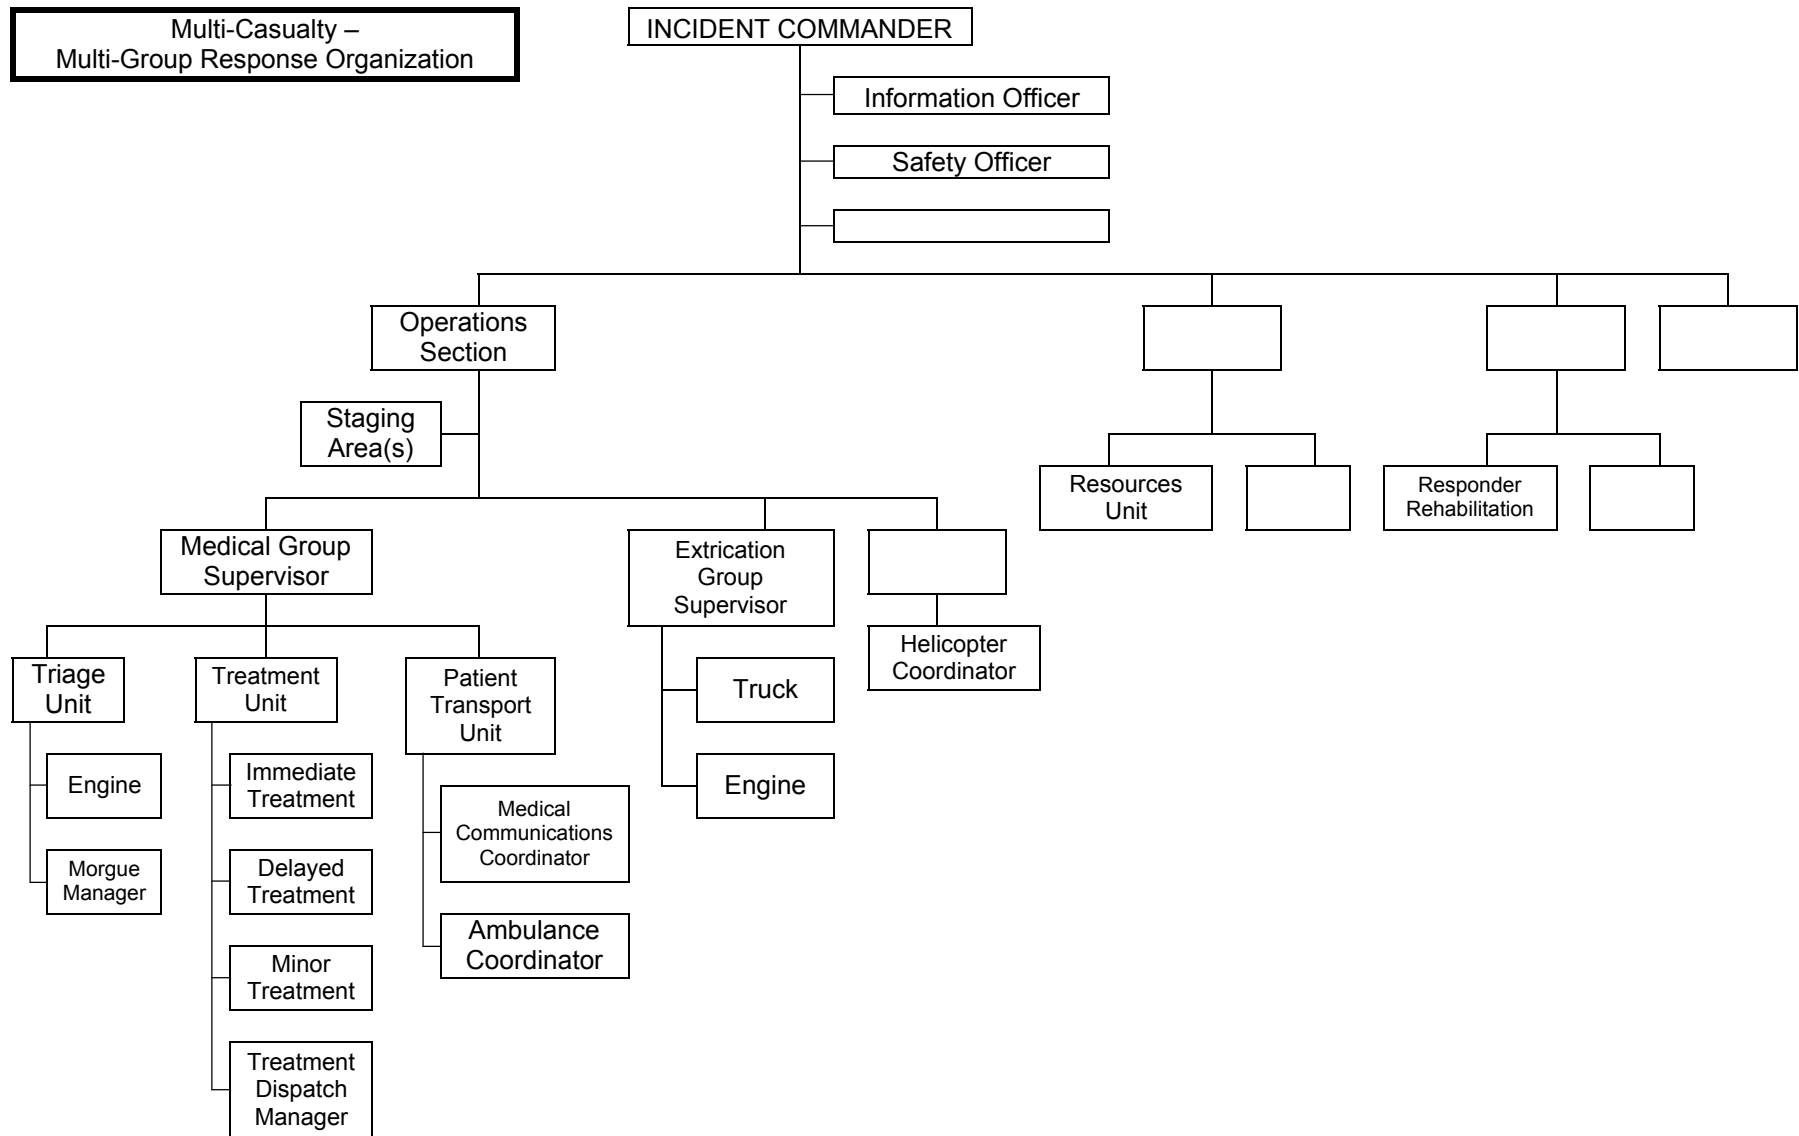 Multi-Casualty –
Multi-Group Response Organization
INCIDENT COMMANDER
Information Officer
Safety Officer
Operations
Section
Staging
Area(s)
Resources
Unit
Responder
Rehabilitation
Medical Group
Supervisor
Extrication
Group
Supervisor
Helicopter
Coordinator
Triage
Unit
Treatment
Unit
Patient
Transport
Unit
Truck
Engine
Engine
Morgue
Manager
Immediate
Treatment
Delayed
Treatment
Minor
Treatment
Treatment
Dispatch
Manager
Medical
Communications
Coordinator
Ambulance
Coordinator